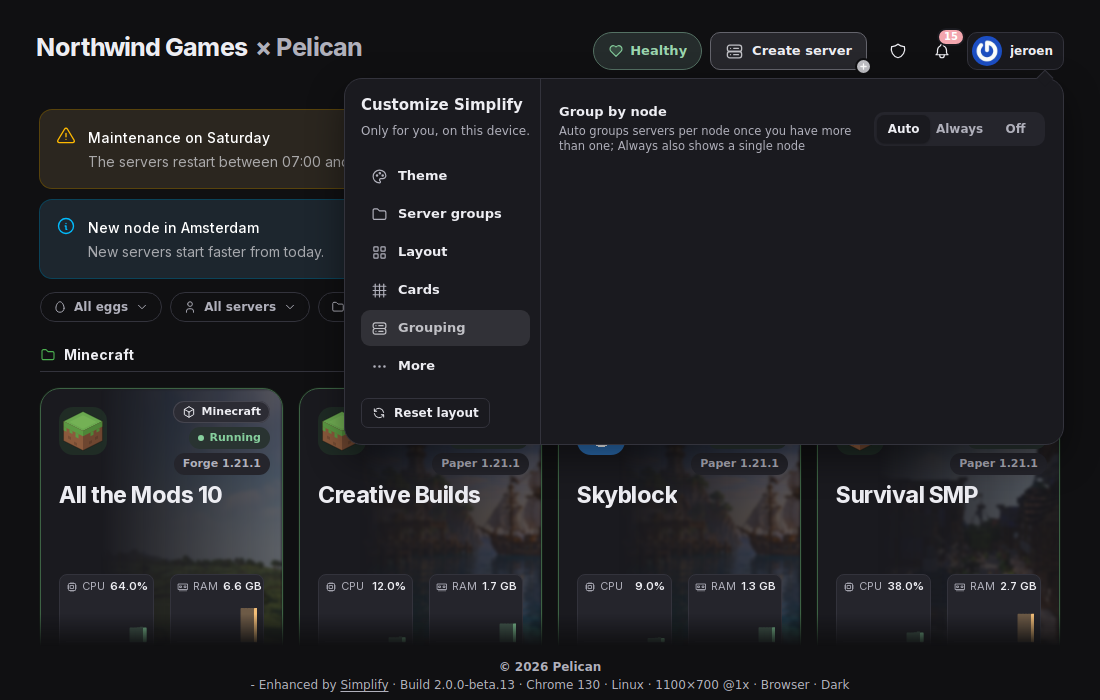 Northwind Games × Pelican
Healthy
Create server
15
jeroen
Customize Simplify
Only for you, on this device.
Theme
Server groups
Layout
Cards
Grouping
More
Reset layout
Group by node
Auto groups servers per node once you have more
than one; Always also shows a single node
Auto Always Off
Maintenance on Saturday
The servers restart between 07:00
New node in Amsterdam
New servers start faster from today.
All eggs
All servers
Minecraft
Minecraft
Running
Forge 1.21.1
All the Mods 10
CPU 64.0%
RAM 6.6 GB
Paper 1.21.1
Creative Builds
CPU 12.0%
RAM 1.7 GB
Paper 1.21.1
Skyblock
CPU 9.0%
RAM 1.3 GB
Paper 1.21.1
Survival SMP
CPU 38.0%
RAM 2.7 GB
© 2026 Pelican
- Enhanced by Simplify · Build 2.0.0-beta.13 · Chrome 130 · Linux · 1100×700 @1x · Browser · Dark